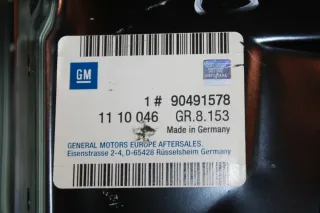 GM
1 # 90491578
11 10 046 GR.8.153
Made in Germany
GENERAL MOTORS EUROPE AFTERSALES.
Eisenstrasse 2-4, D-65428 Rüsselsheim (Germany)